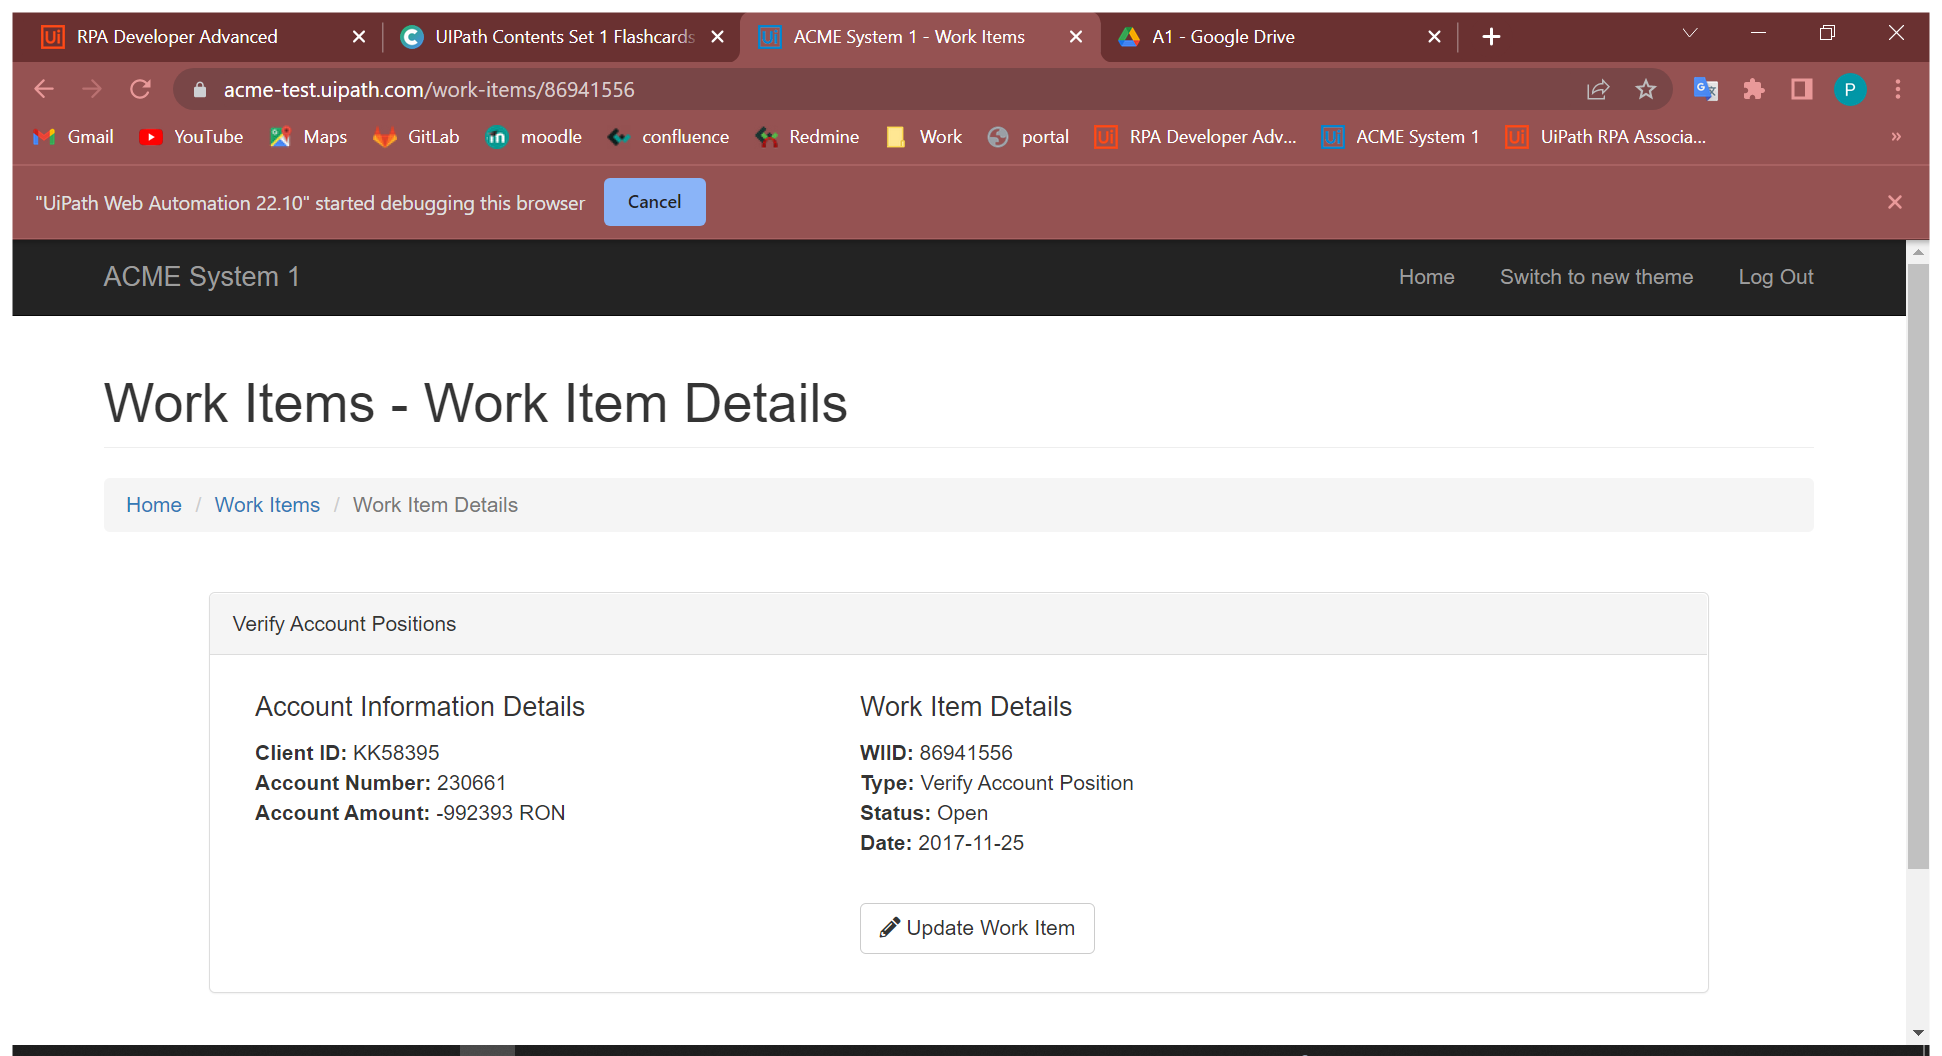 RPA Developer Advanced
UIPath Contents Set 1 Flashcards
ACME System 1 - Work Items
A1 - Google Drive
acme-test.uipath.com/work-items/86941556
P
Gmail YouTube Maps GitLab moodle confluence Redmine Work portal RPA Developer Adv... ACME System 1 UiPath RPA Associa... »
"UiPath Web Automation 22.10" started debugging this browser Cancel
ACME System 1 Home Switch to new theme Log Out
Work Items - Work Item Details
Home / Work Items / Work Item Details
Verify Account Positions
Account Information Details
Client ID: KK58395
Account Number: 230661
Account Amount: -992393 RON
Work Item Details
WIID: 86941556
Type: Verify Account Position
Status: Open
Date: 2017-11-25
Update Work Item